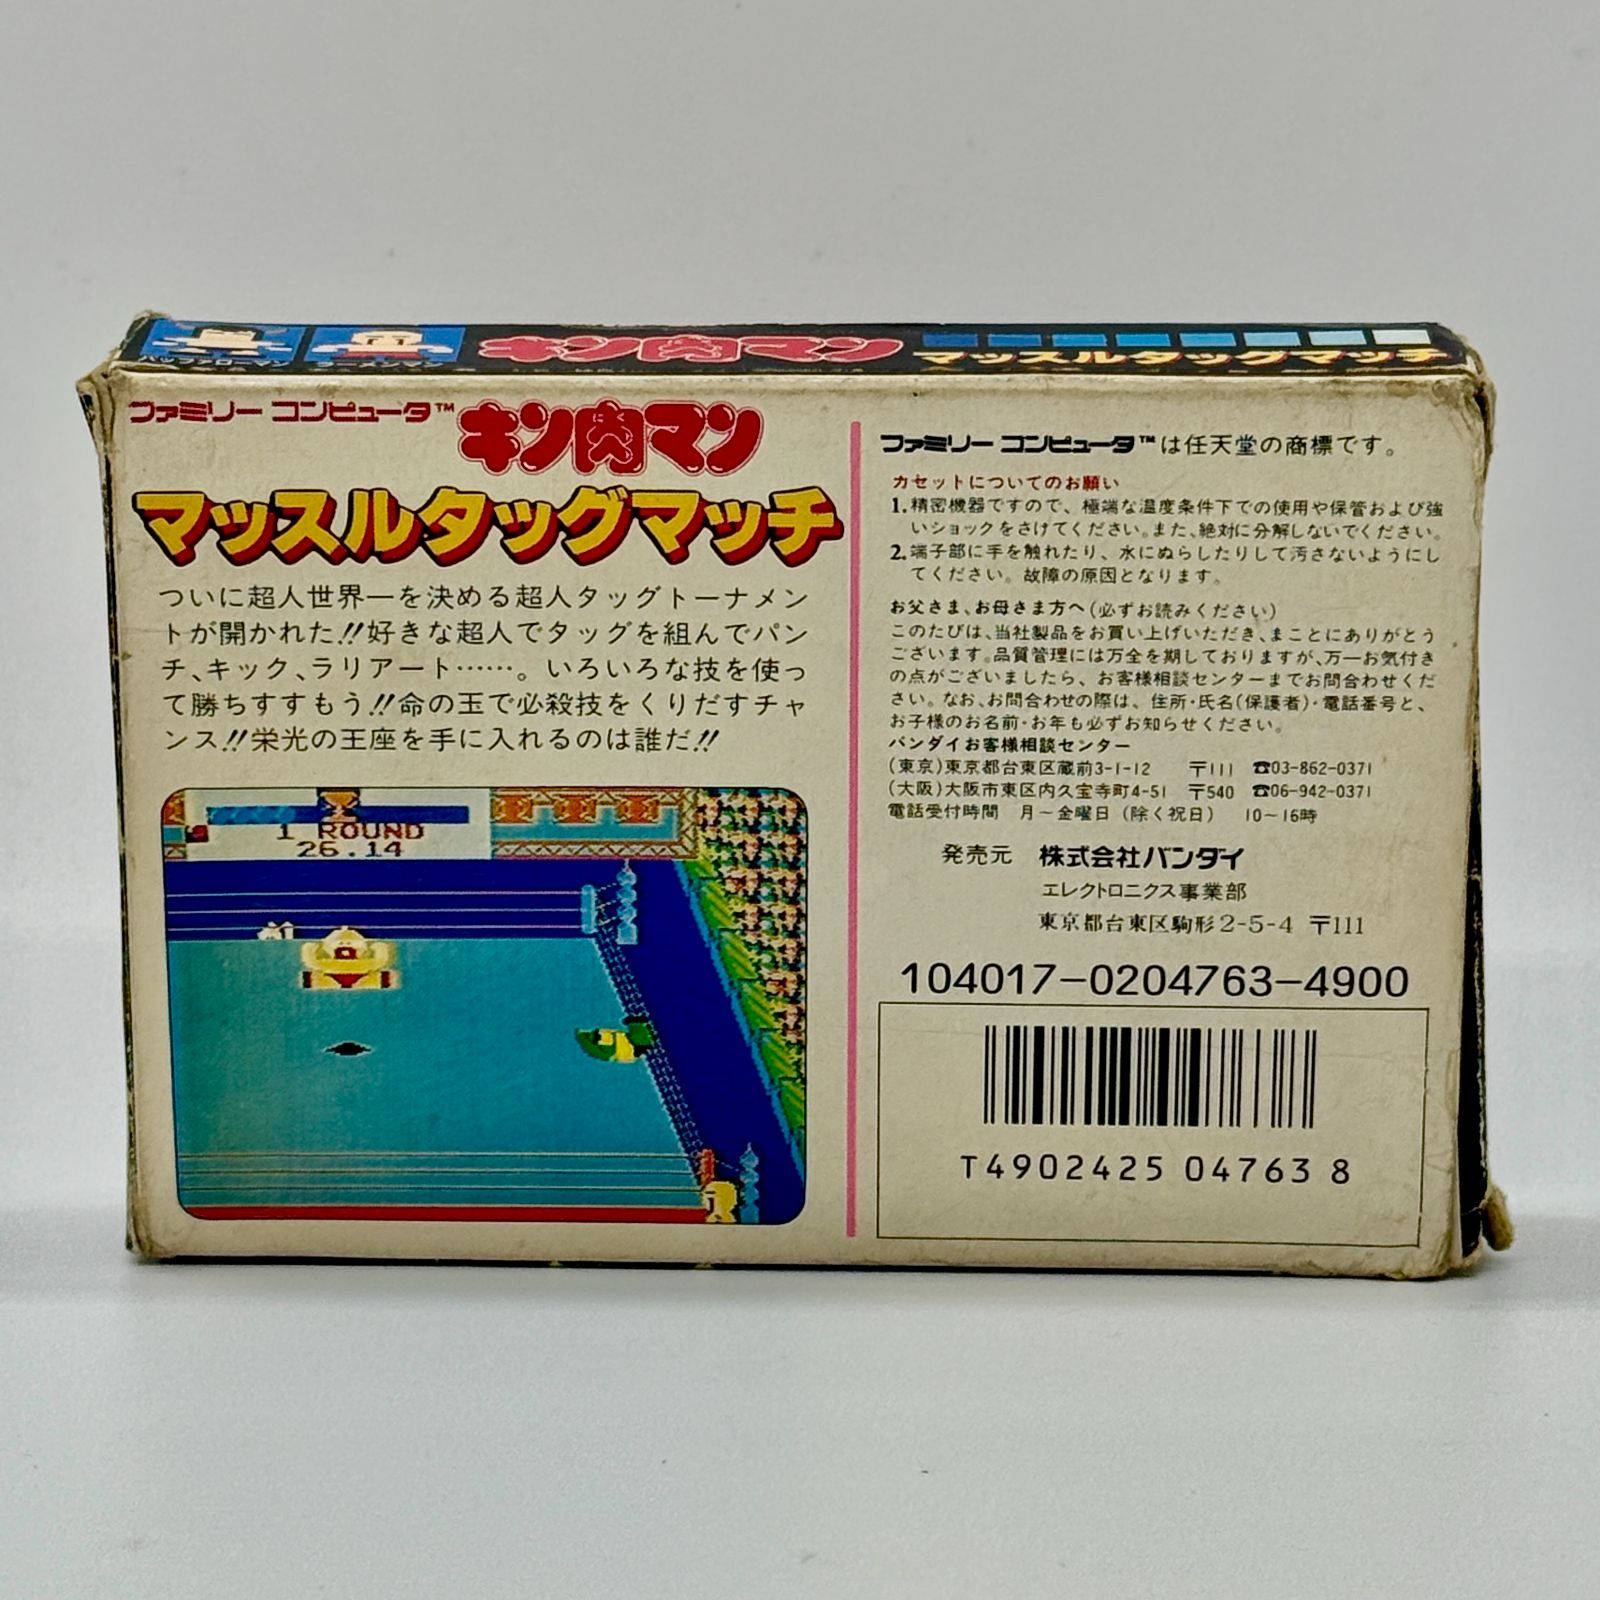 バッファローマン ラーメンマン キン肉マン マッスルタッグマッチ
ファミリー コンピュータ™ キン肉マン
マッスルタッグマッチ
ついに超人世界一を決める超人タッグトーナメン
トが開かれた!!好きな超人でタッグを組んでパン
チ、キック、ラリアート……。いろいろな技を使っ
て勝ちすすもう!!命の玉で必殺技をくりだすチャ
ンス!!栄光の王座を手に入れるのは誰だ!!
1 ROUND
26.14
ファミリー コンピュータ™は任天堂の商標です。
カセットについてのお願い
1.精密機器ですので、極端な温度条件下での使用や保管および強
いショックをさけてください。また、絶対に分解しないでください。
2.端子部に手を触れたり、水にぬらしたりして汚さないようにし
てください。故障の原因となります。
お父さま、お母さま方へ(必ずお読みください)
このたびは、当社製品をお買い上げいただき、まことにありがとう
ございます。品質管理には万全を期しておりますが、万一お気付き
の点がございましたら、お客様相談センターまでお問合わせくだ
さい。なお、お問合わせの際は、住所・氏名(保護者)・電話番号と、
お子様のお名前・お年も必ずお知らせください。
バンダイお客様相談センター
(東京)東京都台東区蔵前3-1-12 〒111 ☎03-862-0371
(大阪)大阪市東区内久宝寺町4-51 〒540 ☎06-942-0371
電話受付時間 月~金曜日(除く祝日) 10~16時
発売元 株式会社バンダイ
エレクトロニクス事業部
東京都台東区駒形2-5-4 〒111
104017-0204763-4900
T4902425 04763 8